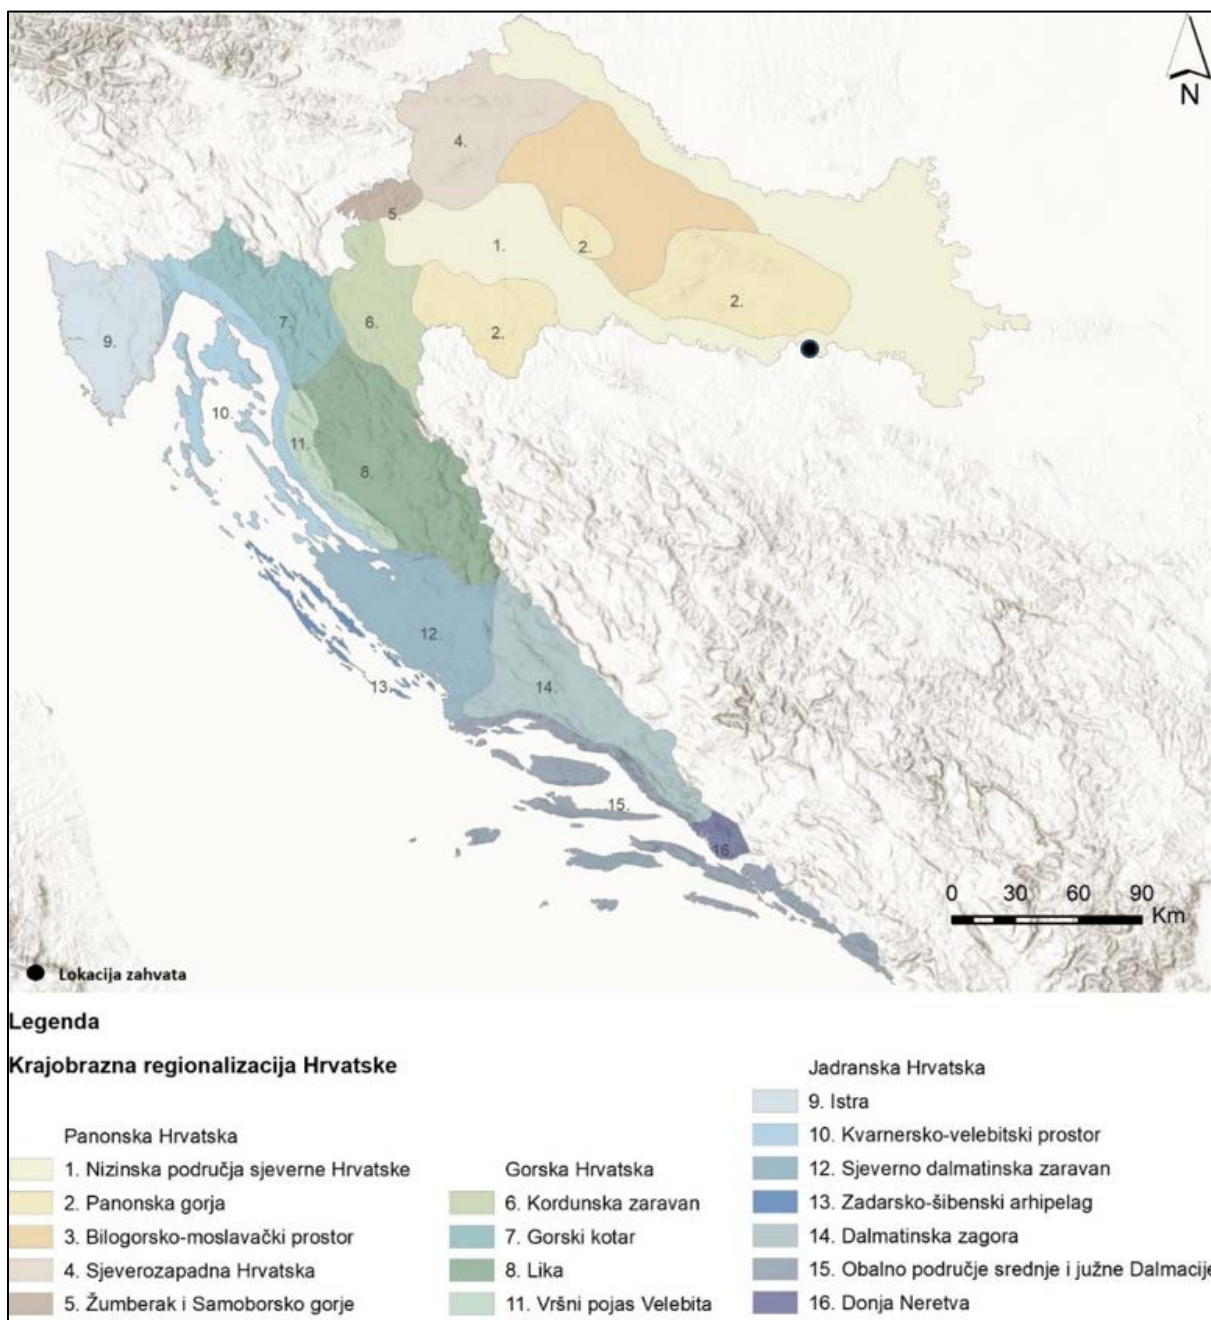 N
4.
5.
1.
2.
2.
7.
6.
2.
9.
10.
11.
8.
12.
13.
14.
15.
16.
0 30 60 90
Km
Lokacija zahvata
Legenda
Krajobrazna regionalizacija Hrvatske
Panonska Hrvatska
1. Nizinska područja sjeverne Hrvatske
2. Panonska gorja
3. Bilogorsko-moslavački prostor
4. Sjeverozapadna Hrvatska
5. Žumberak i Samoborsko gorje
Gorska Hrvatska
6. Kordunska zaravan
7. Gorski kotar
8. Lika
11. Vršni pojas Velebita
Jadranska Hrvatska
9. Istra
10. Kvarnersko-velebitski prostor
12. Sjeverno dalmatinska zaravan
13. Zadarsko-šibenski arhipelag
14. Dalmatinska zagora
15. Obalno područje srednje i južne Dalmacije
16. Donja Neretva